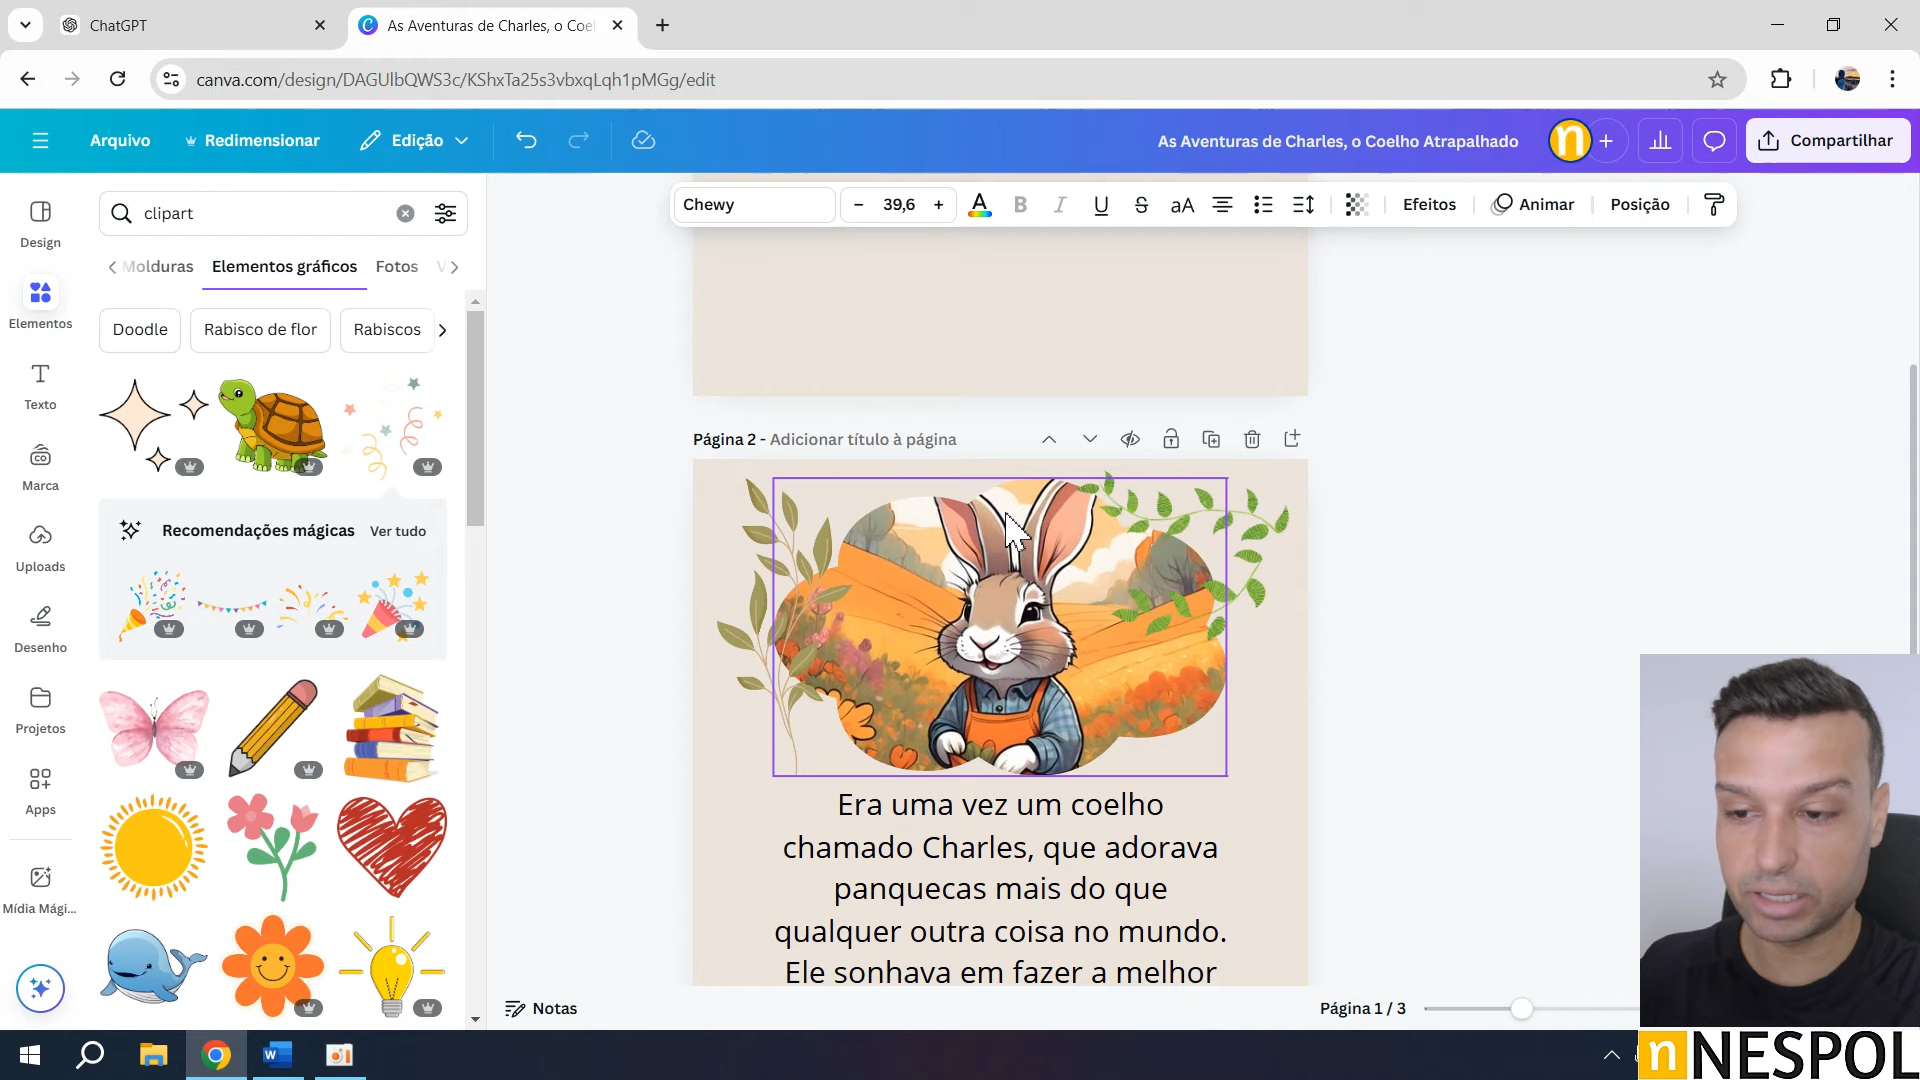 ChatGPT
As Aventuras de Charles, o Coe
canva.com/design/DAGUlbQWS3c/KShxTa25s3vbxqLqh1pMGg/edit
Arquivo
Redimensionar
Edição
As Aventuras de Charles, o Coelho Atrapalhado
n
Compartilhar
Design
Elementos
Texto
Marca
Uploads
Desenho
Projetos
Apps
Mídia Mági...
clipart
Molduras
Elementos gráficos
Fotos
V
Doodle
Rabisco de flor
Rabiscos
Recomendações mágicas
Ver tudo
Chewy
39,6
A
B
I
U
S
aA
Efeitos
Animar
Posição
Página 2 - Adicionar título à página
Era uma vez um coelho
chamado Charles, que adorava
panquecas mais do que
qualquer outra coisa no mundo.
Ele sonhava em fazer a melhor
Notas
Página 1 / 3
n NESPOL